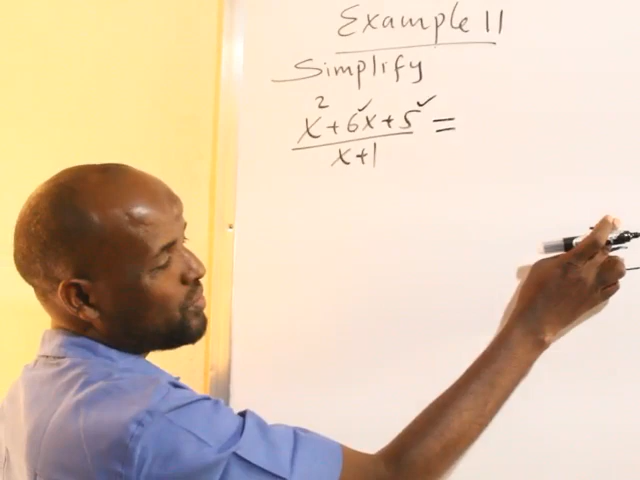 Example 11
Simplify
x² + 6x + 5 =
x + 1